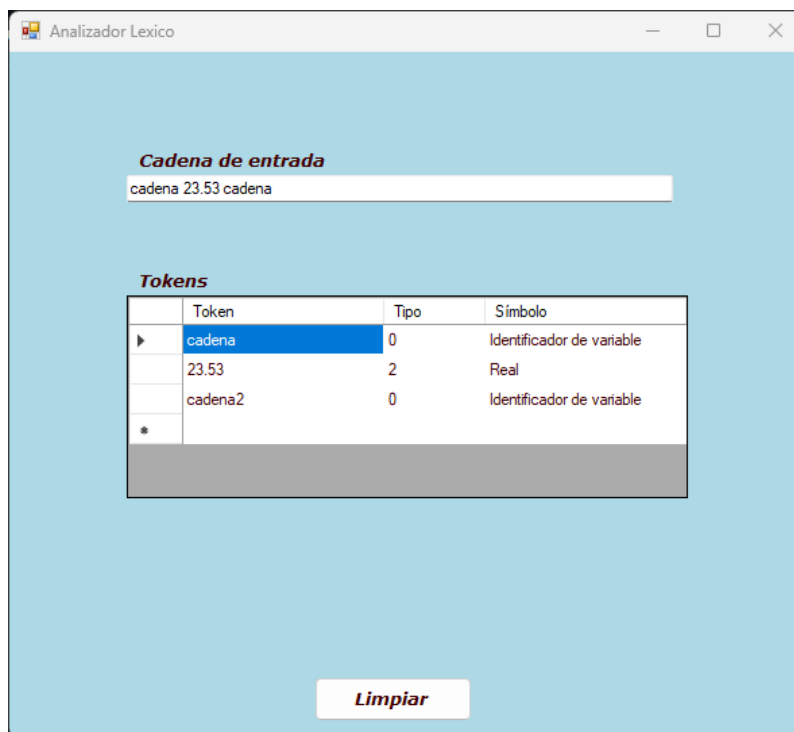 Analizador Lexico
Cadena de entrada
cadena 23.53 cadena
Tokens
Token Tipo Símbolo
cadena 0 Identificador de variable
23.53 2 Real
cadena2 0 Identificador de variable
Limpiar